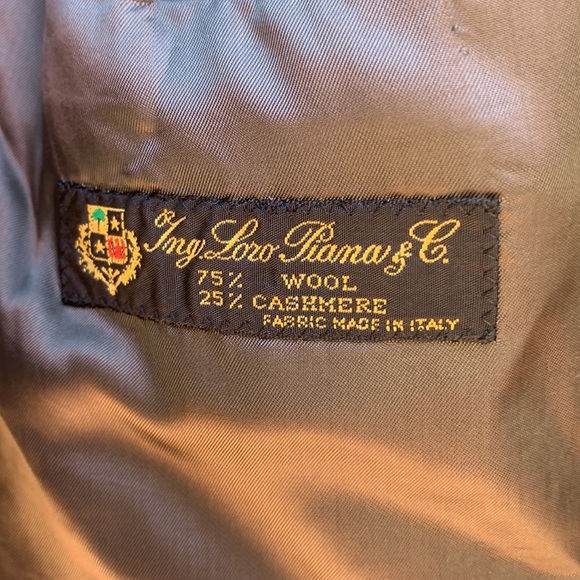 Ing. Loro Piana & C.
75% WOOL
25% CASHMERE
FABRIC MADE IN ITALY